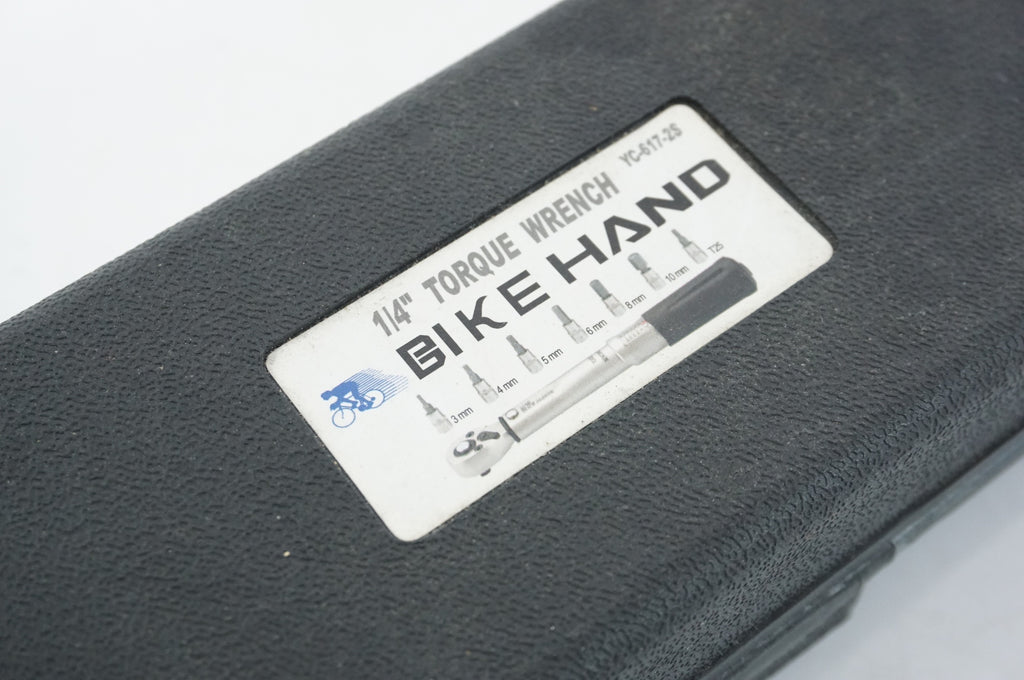 1/4" TORQUE WRENCH YC-617-2S
BIKE HAND
3 mm 4 mm 5 mm 6 mm 8 mm 10 mm T25